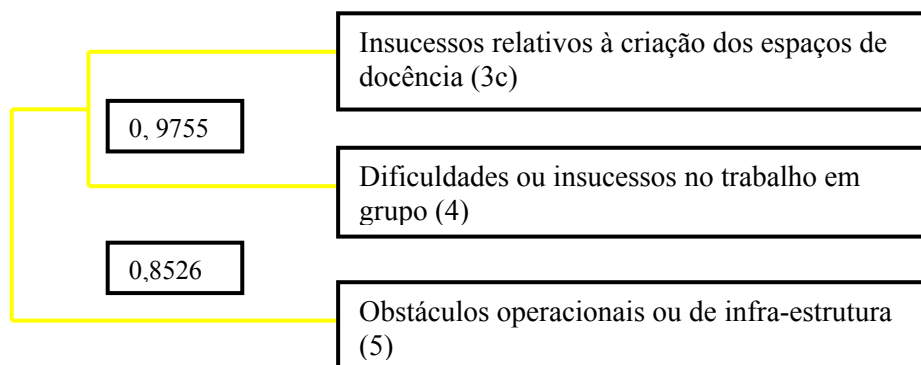 Insucessos relativos à criação dos espaços de
docência (3c)
0, 9755
Dificuldades ou insucessos no trabalho em
grupo (4)
0,8526
Obstáculos operacionais ou de infra-estrutura
(5)